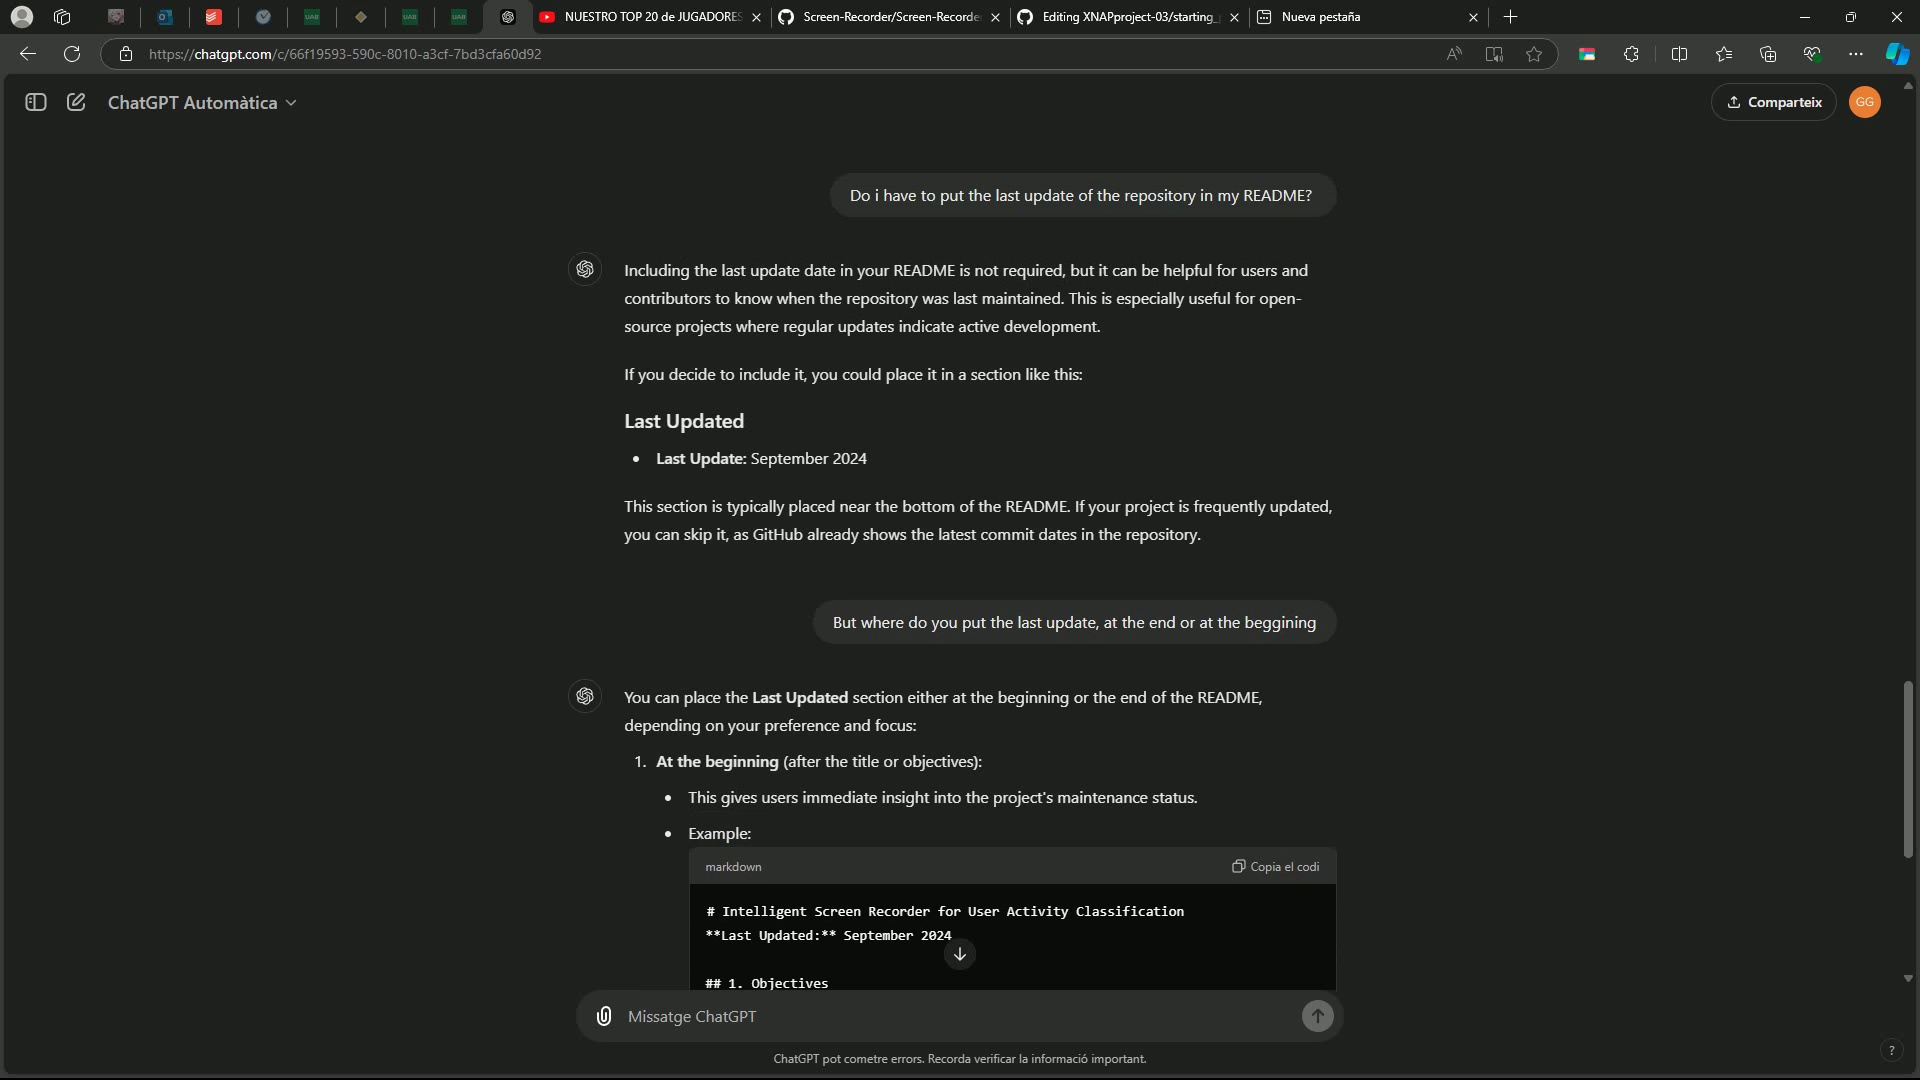 UAB
UAB
UAB
NUESTRO TOP 20 de JUGADORES
Screen-Recorder/Screen-Recorde
Editing XNAPproject-03/starting_
Nueva pestaña
https://chatgpt.com/c/66f19593-590c-8010-a3cf-7bd3cfa60d92
ChatGPT Automàtica
Comparteix
GG
Do i have to put the last update of the repository in my README?
Including the last update date in your README is not required, but it can be helpful for users and
contributors to know when the repository was last maintained. This is especially useful for open-
source projects where regular updates indicate active development.
If you decide to include it, you could place it in a section like this:
Last Updated
• Last Update: September 2024
This section is typically placed near the bottom of the README. If your project is frequently updated,
you can skip it, as GitHub already shows the latest commit dates in the repository.
But where do you put the last update, at the end or at the beggining
You can place the Last Updated section either at the beginning or the end of the README,
depending on your preference and focus:
1. At the beginning (after the title or objectives):
• This gives users immediate insight into the project's maintenance status.
• Example:
markdown
Copia el codi
# Intelligent Screen Recorder for User Activity Classification
**Last Updated:** September 2024
## 1. Objectives
Missatge ChatGPT
ChatGPT pot cometre errors. Recorda verificar la informació important.
?